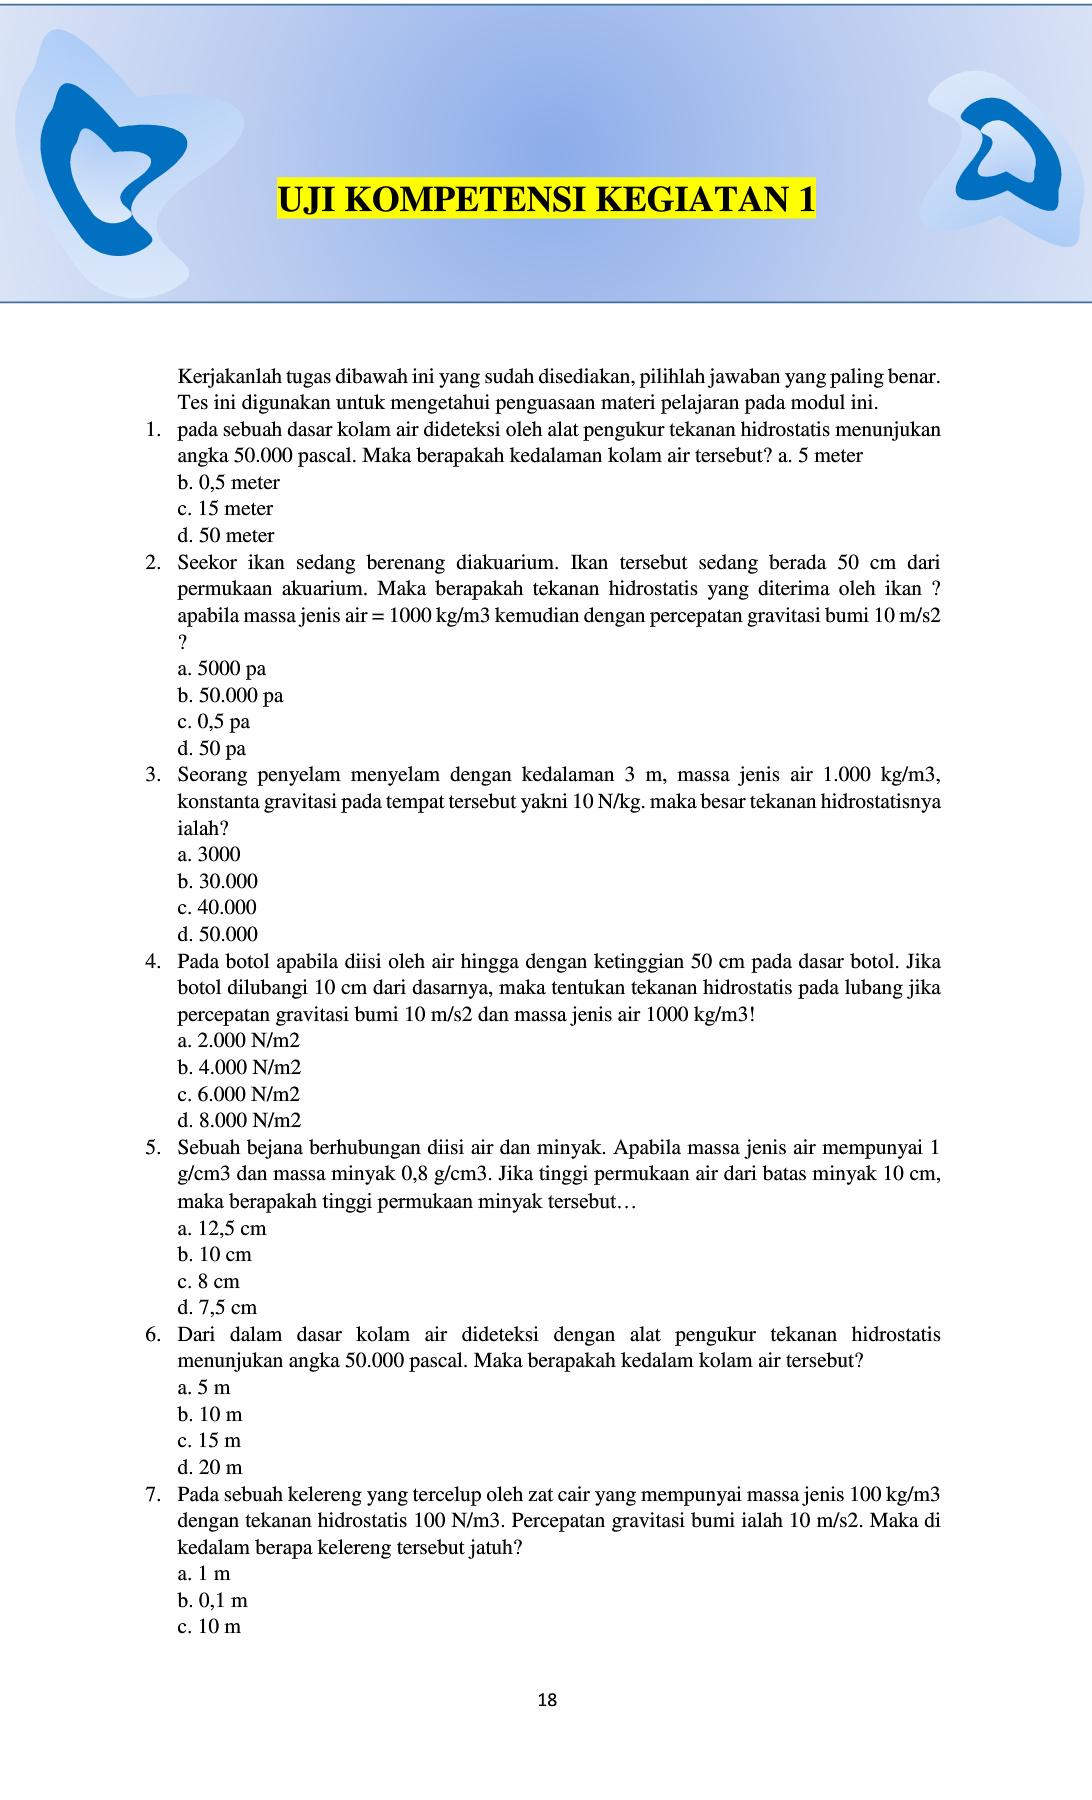 UJI KOMPETENSI KEGIATAN 1
Kerjakanlah tugas dibawah ini yang sudah disediakan, pilihlah jawaban yang paling benar.
Tes ini digunakan untuk mengetahui penguasaan materi pelajaran pada modul ini.
1. pada sebuah dasar kolam air dideteksi oleh alat pengukur tekanan hidrostatis menunjukan
angka 50.000 pascal. Maka berapakah kedalaman kolam air tersebut? a. 5 meter
b. 0,5 meter
c. 15 meter
d. 50 meter
2. Seekor ikan sedang berenang diakuarium. Ikan tersebut sedang berada 50 cm dari
permukaan akuarium. Maka berapakah tekanan hidrostatis yang diterima oleh ikan ?
apabila massa jenis air = 1000 kg/m3 kemudian dengan percepatan gravitasi bumi 10 m/s2
?
a. 5000 pa
b. 50.000 pa
c. 0,5 pa
d. 50 pa
3. Seorang penyelam menyelam dengan kedalaman 3 m, massa jenis air 1.000 kg/m3,
konstanta gravitasi pada tempat tersebut yakni 10 N/kg. maka besar tekanan hidrostatisnya
ialah?
a. 3000
b. 30.000
c. 40.000
d. 50.000
4. Pada botol apabila diisi oleh air hingga dengan ketinggian 50 cm pada dasar botol. Jika
botol dilubangi 10 cm dari dasarnya, maka tentukan tekanan hidrostatis pada lubang jika
percepatan gravitasi bumi 10 m/s2 dan massa jenis air 1000 kg/m3!
a. 2.000 N/m2
b. 4.000 N/m2
c. 6.000 N/m2
d. 8.000 N/m2
5. Sebuah bejana berhubungan diisi air dan minyak. Apabila massa jenis air mempunyai 1
g/cm3 dan massa minyak 0,8 g/cm3. Jika tinggi permukaan air dari batas minyak 10 cm,
maka berapakah tinggi permukaan minyak tersebut…
a. 12,5 cm
b. 10 cm
c. 8 cm
d. 7,5 cm
6. Dari dalam dasar kolam air dideteksi dengan alat pengukur tekanan hidrostatis
menunjukan angka 50.000 pascal. Maka berapakah kedalam kolam air tersebut?
a. 5 m
b. 10 m
c. 15 m
d. 20 m
7. Pada sebuah kelereng yang tercelup oleh zat cair yang mempunyai massa jenis 100 kg/m3
dengan tekanan hidrostatis 100 N/m3. Percepatan gravitasi bumi ialah 10 m/s2. Maka di
kedalam berapa kelereng tersebut jatuh?
a. 1 m
b. 0,1 m
c. 10 m
18